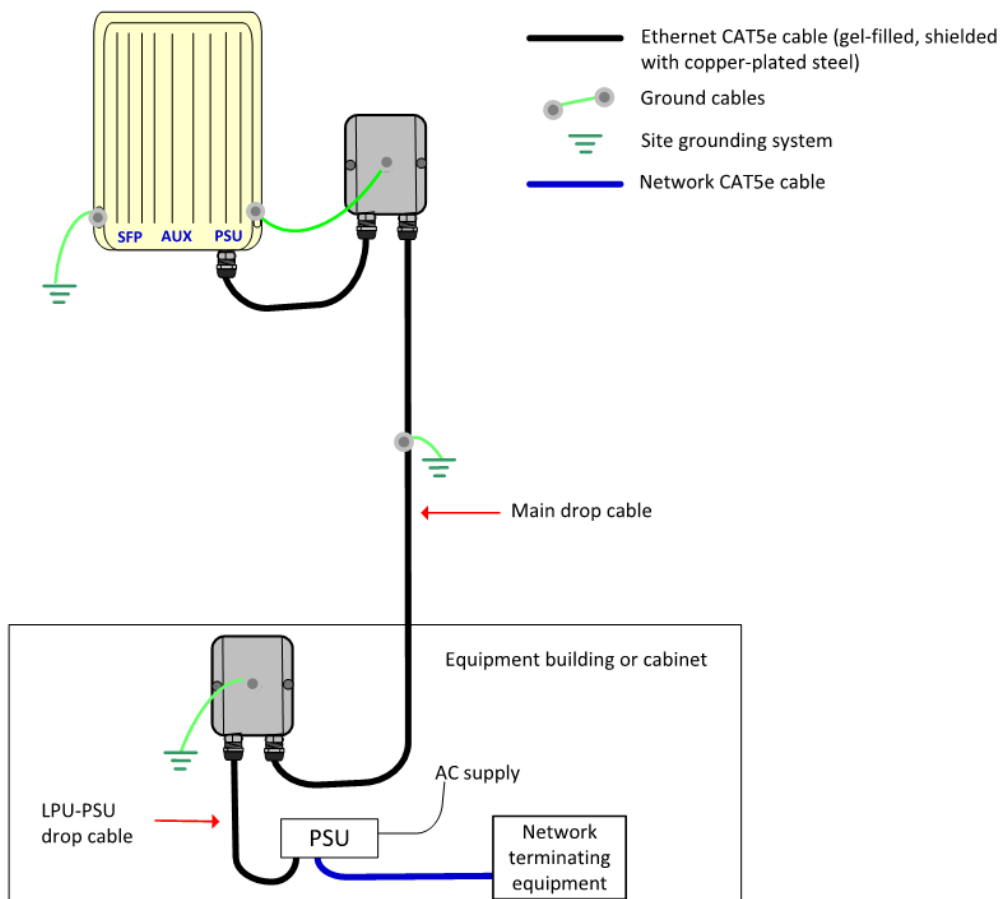 Ethernet CAT5e cable (gel-filled, shielded
with copper-plated steel)
Ground cables
Site grounding system
Network CAT5e cable
SFP AUX PSU
Main drop cable
Equipment building or cabinet
AC supply
LPU-PSU
drop cable
PSU
Network
terminating
equipment